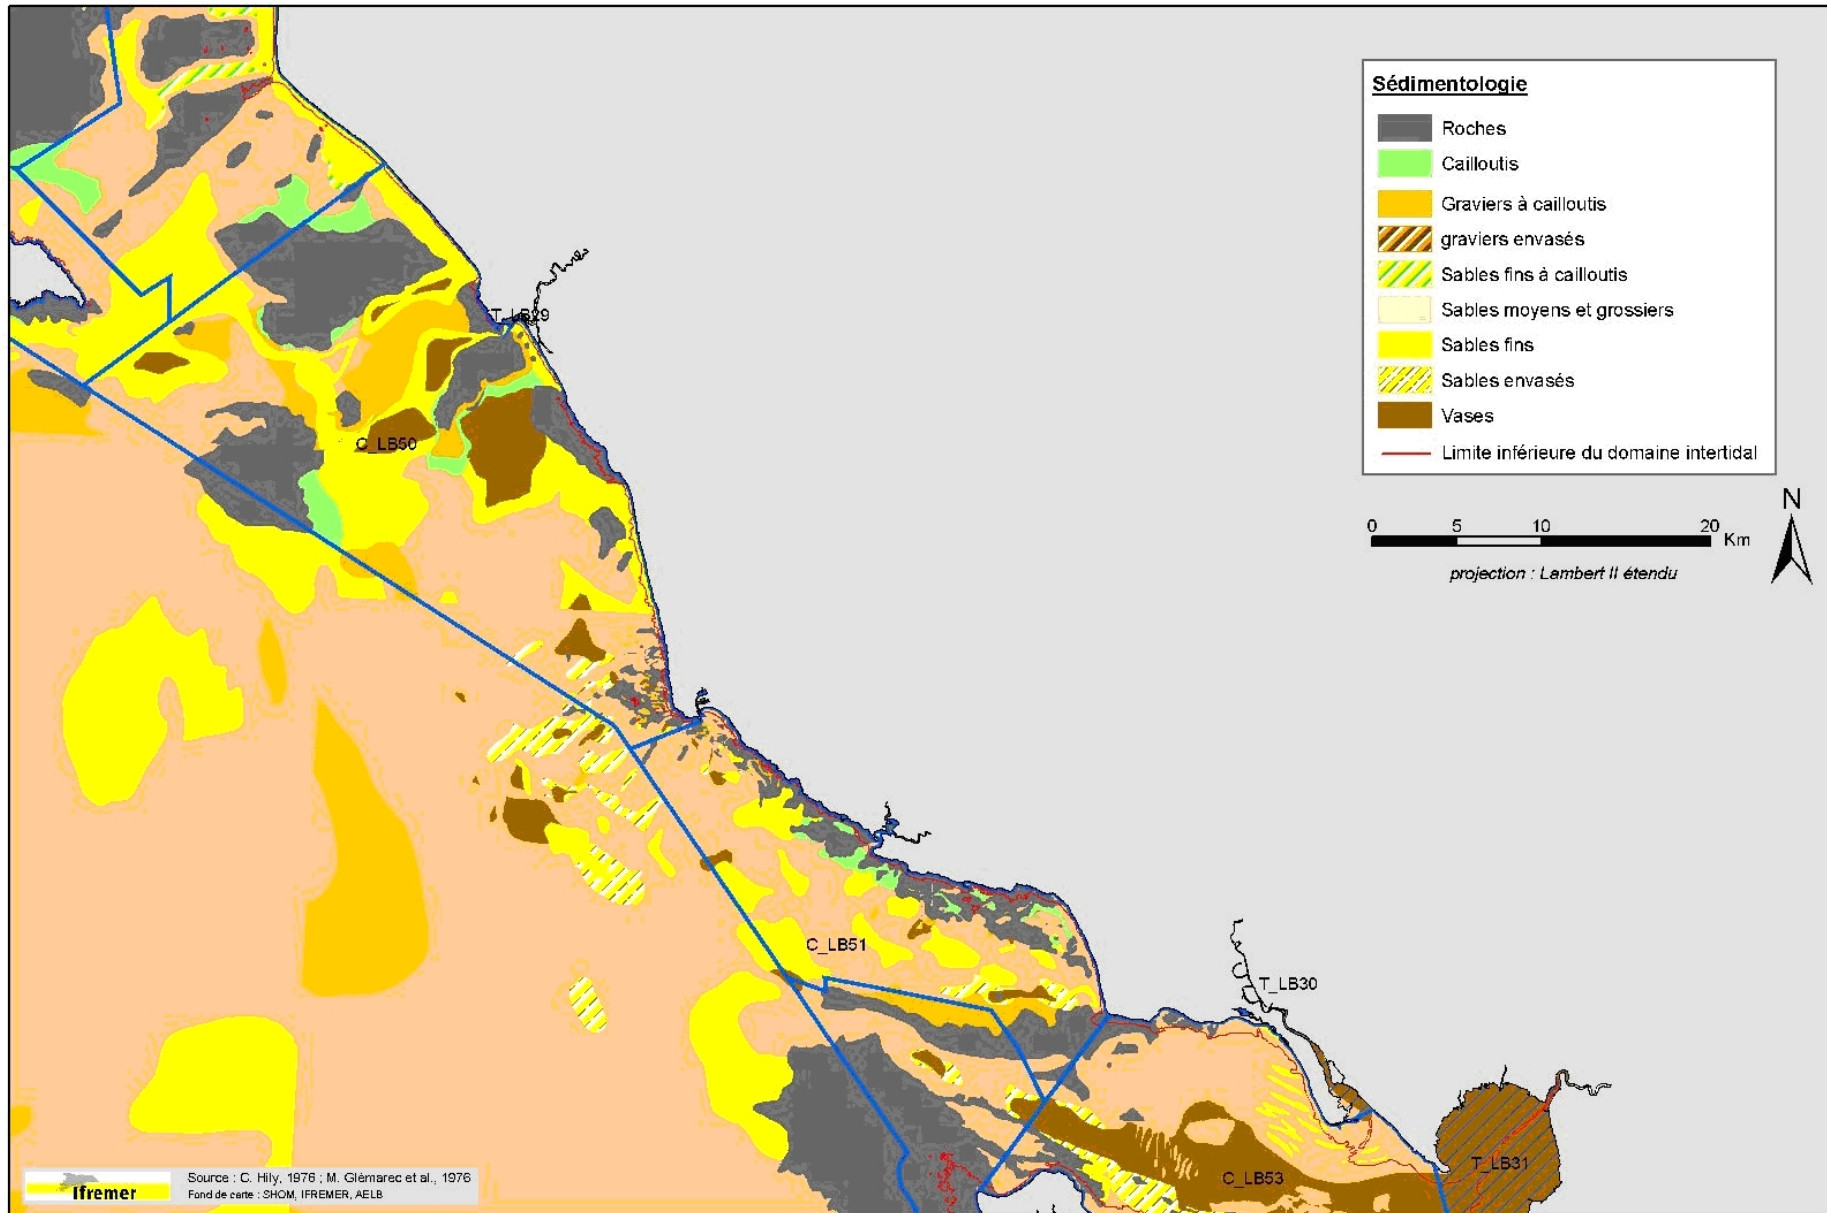 Sédimentologie
Roches
Cailloutis
Graviers à cailloutis
graviers envasés
Sables fins à cailloutis
Sables moyens et grossiers
Sables fins
Sables envasés
Vases
Limite inférieure du domaine intertidal
N
0 5 10 20
Km
projection : Lambert II étendu
T_LB29
C_LB50
C_LB51
T_LB30
T_LB31
C_LB53
Ifremer
Source : C. Hily, 1976 ; M. Glémarec et al., 1976
Fond de carte : SHOM, IFREMER, AELB